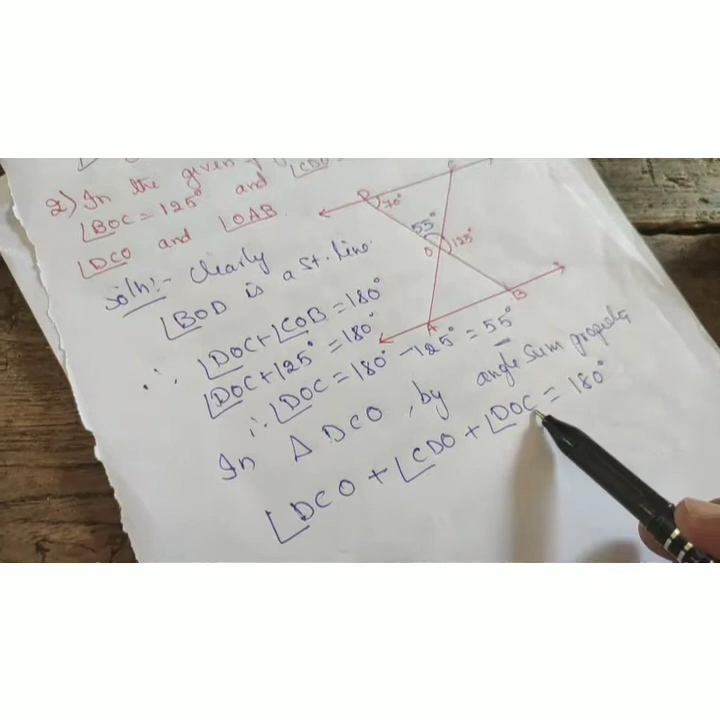 2) In the given
∠BOC = 125° and ∠CDO =
∠DCO and ∠OAB.
Soln:- Clearly
∠BOD is a st. line.
∴ ∠DOC + ∠COB = 180°
∠DOC + 125° = 180°
∴ ∠DOC = 180° - 125° = 55°
In Δ DCO, by angle sum property
∠DCO + ∠CDO + ∠DOC = 180°
D
C
70°
55°
O
125°
A
B